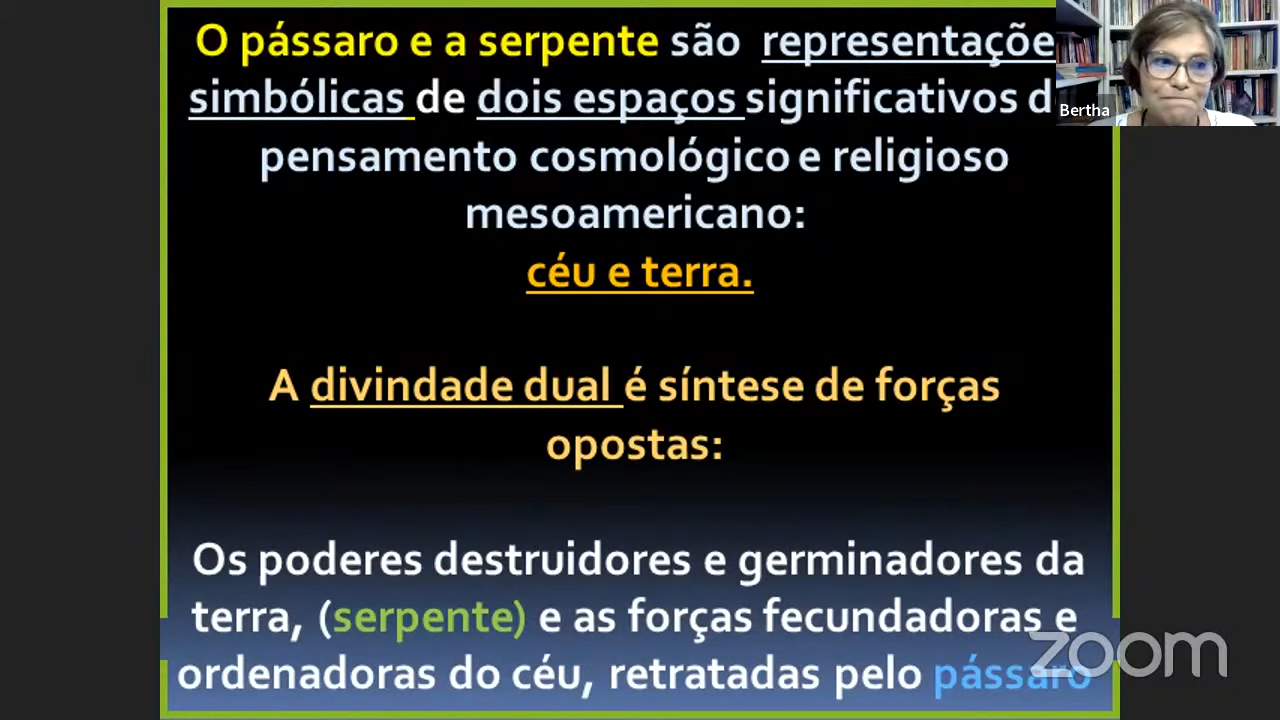 O pássaro e a serpente são representaçõe
simbólicas de dois espaços significativos d
pensamento cosmológico e religioso
mesoamericano:
céu e terra.
A divindade dual é síntese de forças
opostas:
Os poderes destruidores e germinadores da
terra, (serpente) e as forças fecundadoras e
ordenadoras do céu, retratadas pelo pássaro
Bertha
zoom